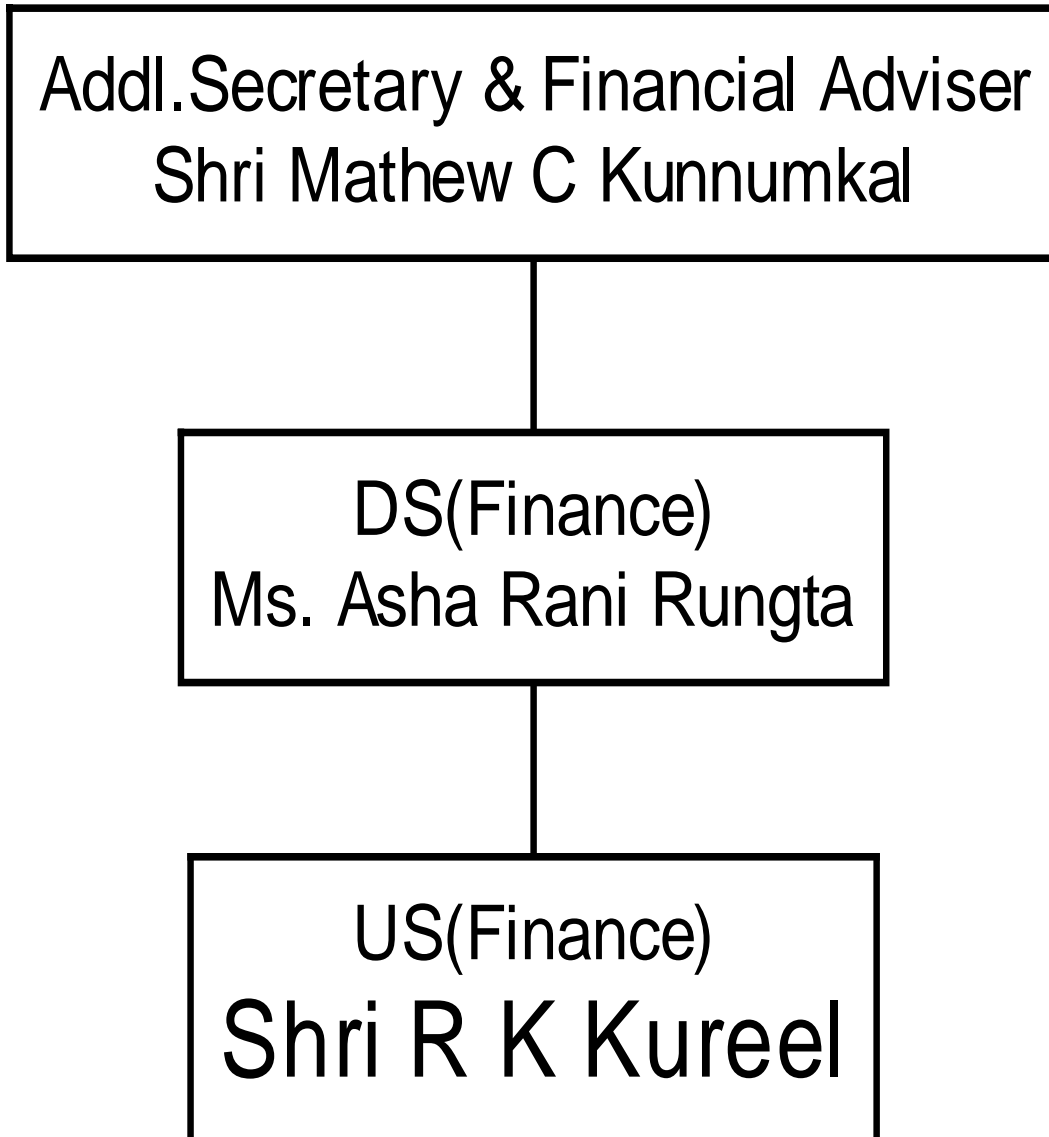 Addl.Secretary & Financial Adviser
Shri Mathew C Kunnumkal
DS(Finance)
Ms. Asha Rani Rungta
US(Finance)
Shri R K Kureel